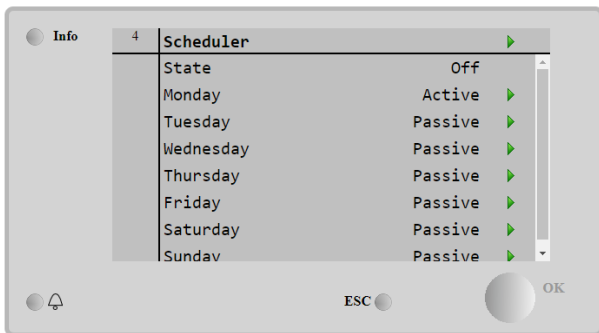 Info
4 Scheduler
State Off
Monday Active
Tuesday Passive
Wednesday Passive
Thursday Passive
Friday Passive
Saturday Passive
Sunday Passive
ESC
OK